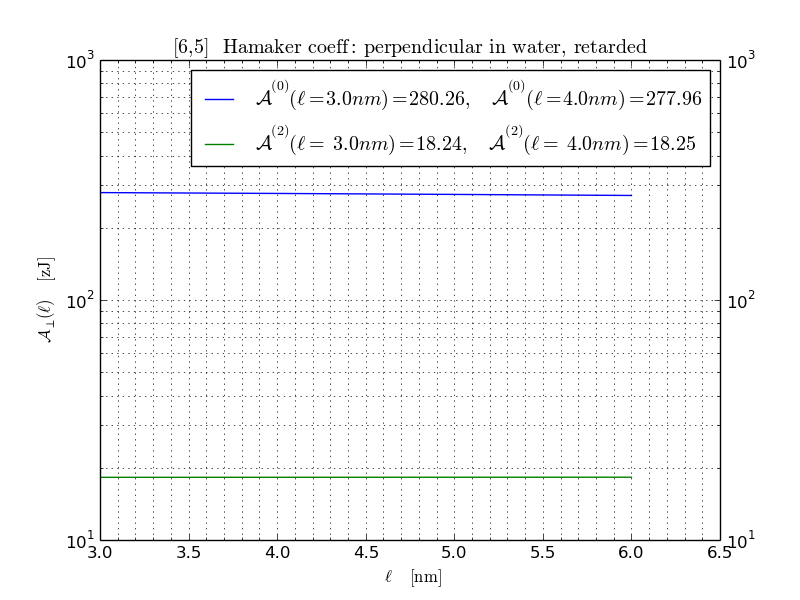 [6,5] Hamaker coeff: perpendicular in water, retarded
10³ 10³
𝒜⁽⁰⁾(ℓ=3.0nm)=280.26, 𝒜⁽⁰⁾(ℓ=4.0nm)=277.96
𝒜⁽²⁾(ℓ= 3.0nm)=18.24, 𝒜⁽²⁾(ℓ= 4.0nm)=18.25
𝒜⊥(ℓ) [zJ]
10² 10²
10¹ 10¹
3.0 3.5 4.0 4.5 5.0 5.5 6.0 6.5
ℓ [nm]